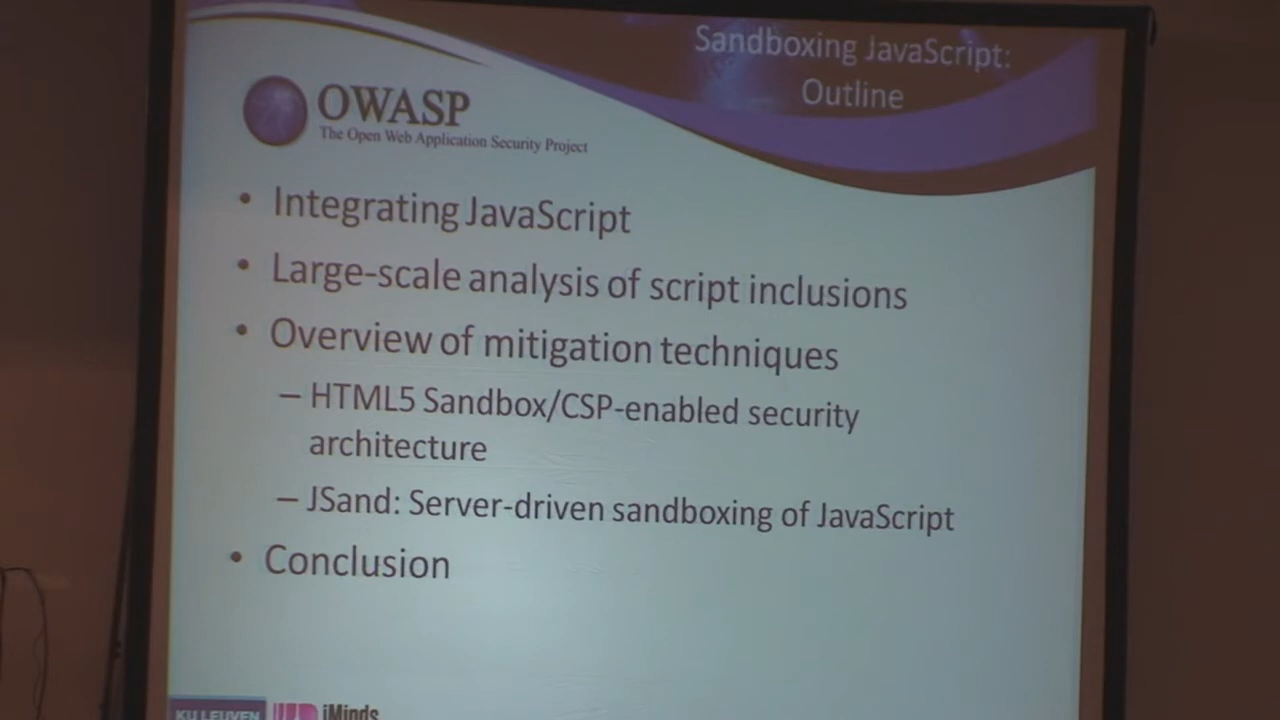 Sandboxing JavaScript:
Outline
OWASP
The Open Web Application Security Project
• Integrating JavaScript
• Large-scale analysis of script inclusions
• Overview of mitigation techniques
– HTML5 Sandbox/CSP-enabled security
architecture
– JSand: Server-driven sandboxing of JavaScript
• Conclusion
KU LEUVEN
iMinds